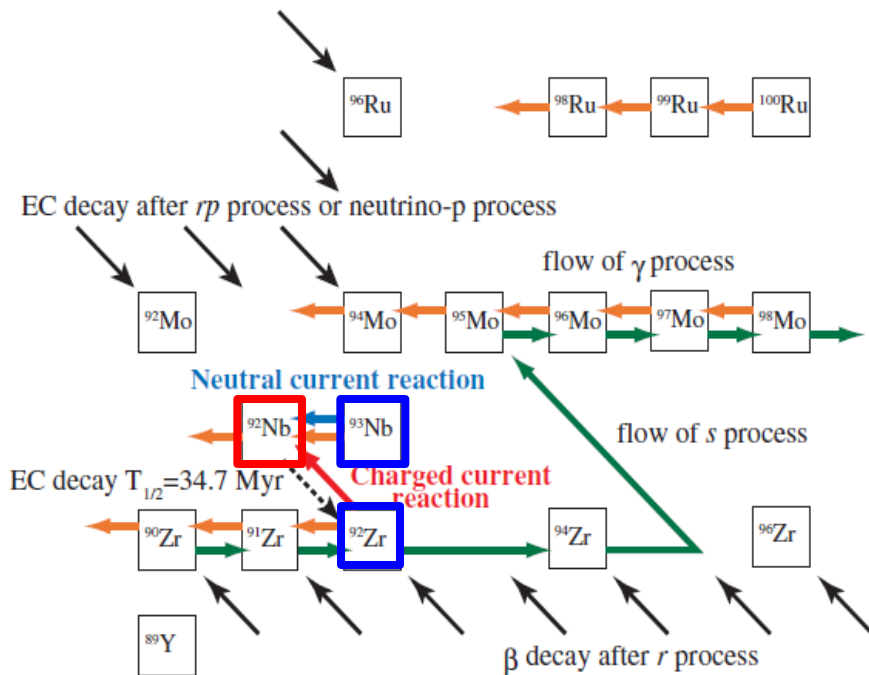 ⁹⁶Ru
⁹⁸Ru
⁹⁹Ru
¹⁰⁰Ru
EC decay after rp process or neutrino-p process
flow of γ process
⁹²Mo
⁹⁴Mo
⁹⁵Mo
⁹⁶Mo
⁹⁷Mo
⁹⁸Mo
Neutral current reaction
⁹²Nb
⁹³Nb
flow of s process
EC decay T₁/₂=34.7 Myr
Charged current
reaction
⁹⁰Zr
⁹¹Zr
⁹²Zr
⁹⁴Zr
⁹⁶Zr
⁸⁹Y
β decay after r process